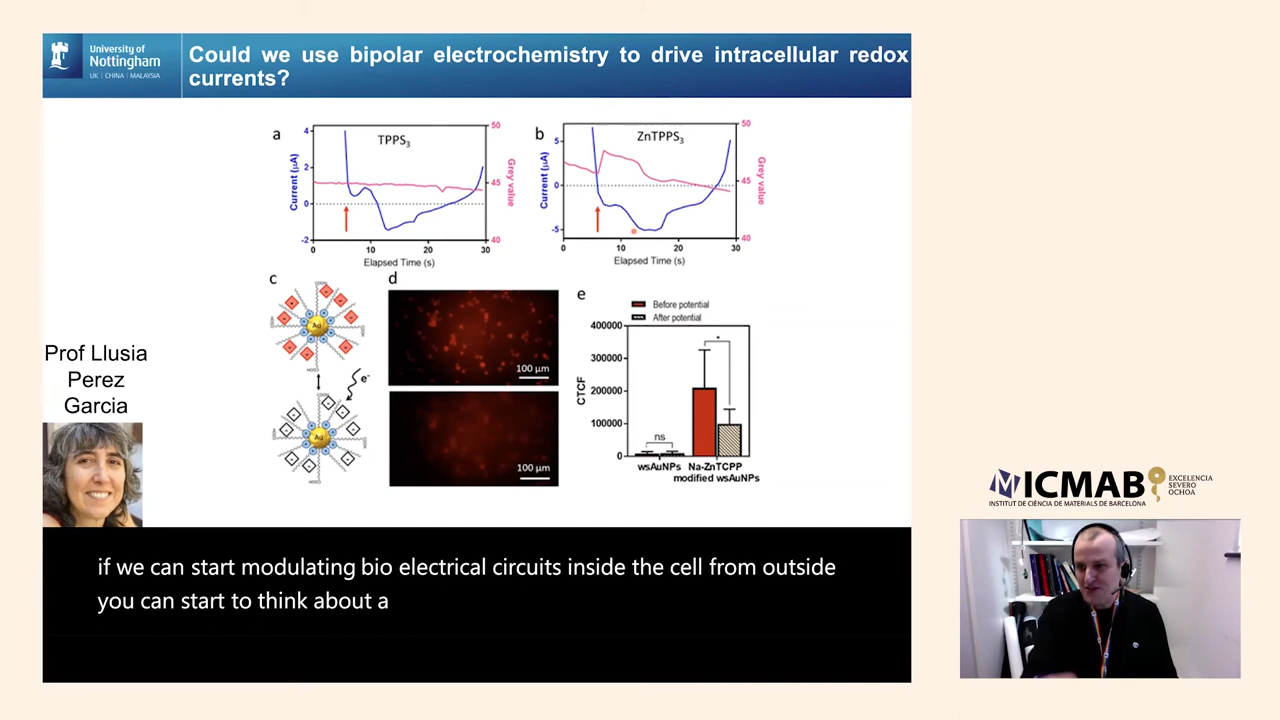 University of
Nottingham
UK | CHINA | MALAYSIA
Could we use bipolar electrochemistry to drive intracellular redox
currents?
a
TPPS3
Current (μA)
4
2
0
-2
50
45
40
Grey value
0
10
20
30
Elapsed Time (s)
b
ZnTPPS3
Current (μA)
5
0
-5
50
45
40
Grey value
0
10
20
30
Elapsed Time (s)
c
Au
e-
Au
d
100 μm
100 μm
e
Before potential
After potential
CTCF
400000
300000
200000
100000
0
ns
*
wsAuNPs
Na-ZnTCPP
modified wsAuNPs
Prof Llusia
Perez
Garcia
if we can start modulating bio electrical circuits inside the cell from outside
you can start to think about a
ICMAB
EXCELENCIA
SEVERO
OCHOA
INSTITUT DE CIÈNCIA DE MATERIALS DE BARCELONA